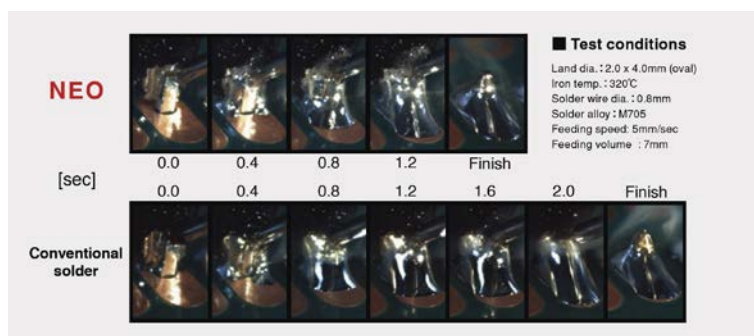 NEO
■ Test conditions
Land dia. : 2.0 x 4.0mm (oval)
Iron temp. : 320℃
Solder wire dia. : 0.8mm
Solder alloy : M705
Feeding speed: 5mm/sec
Feeding volume : 7mm
0.0 0.4 0.8 1.2 Finish
[sec]
0.0 0.4 0.8 1.2 1.6 2.0 Finish
Conventional
solder